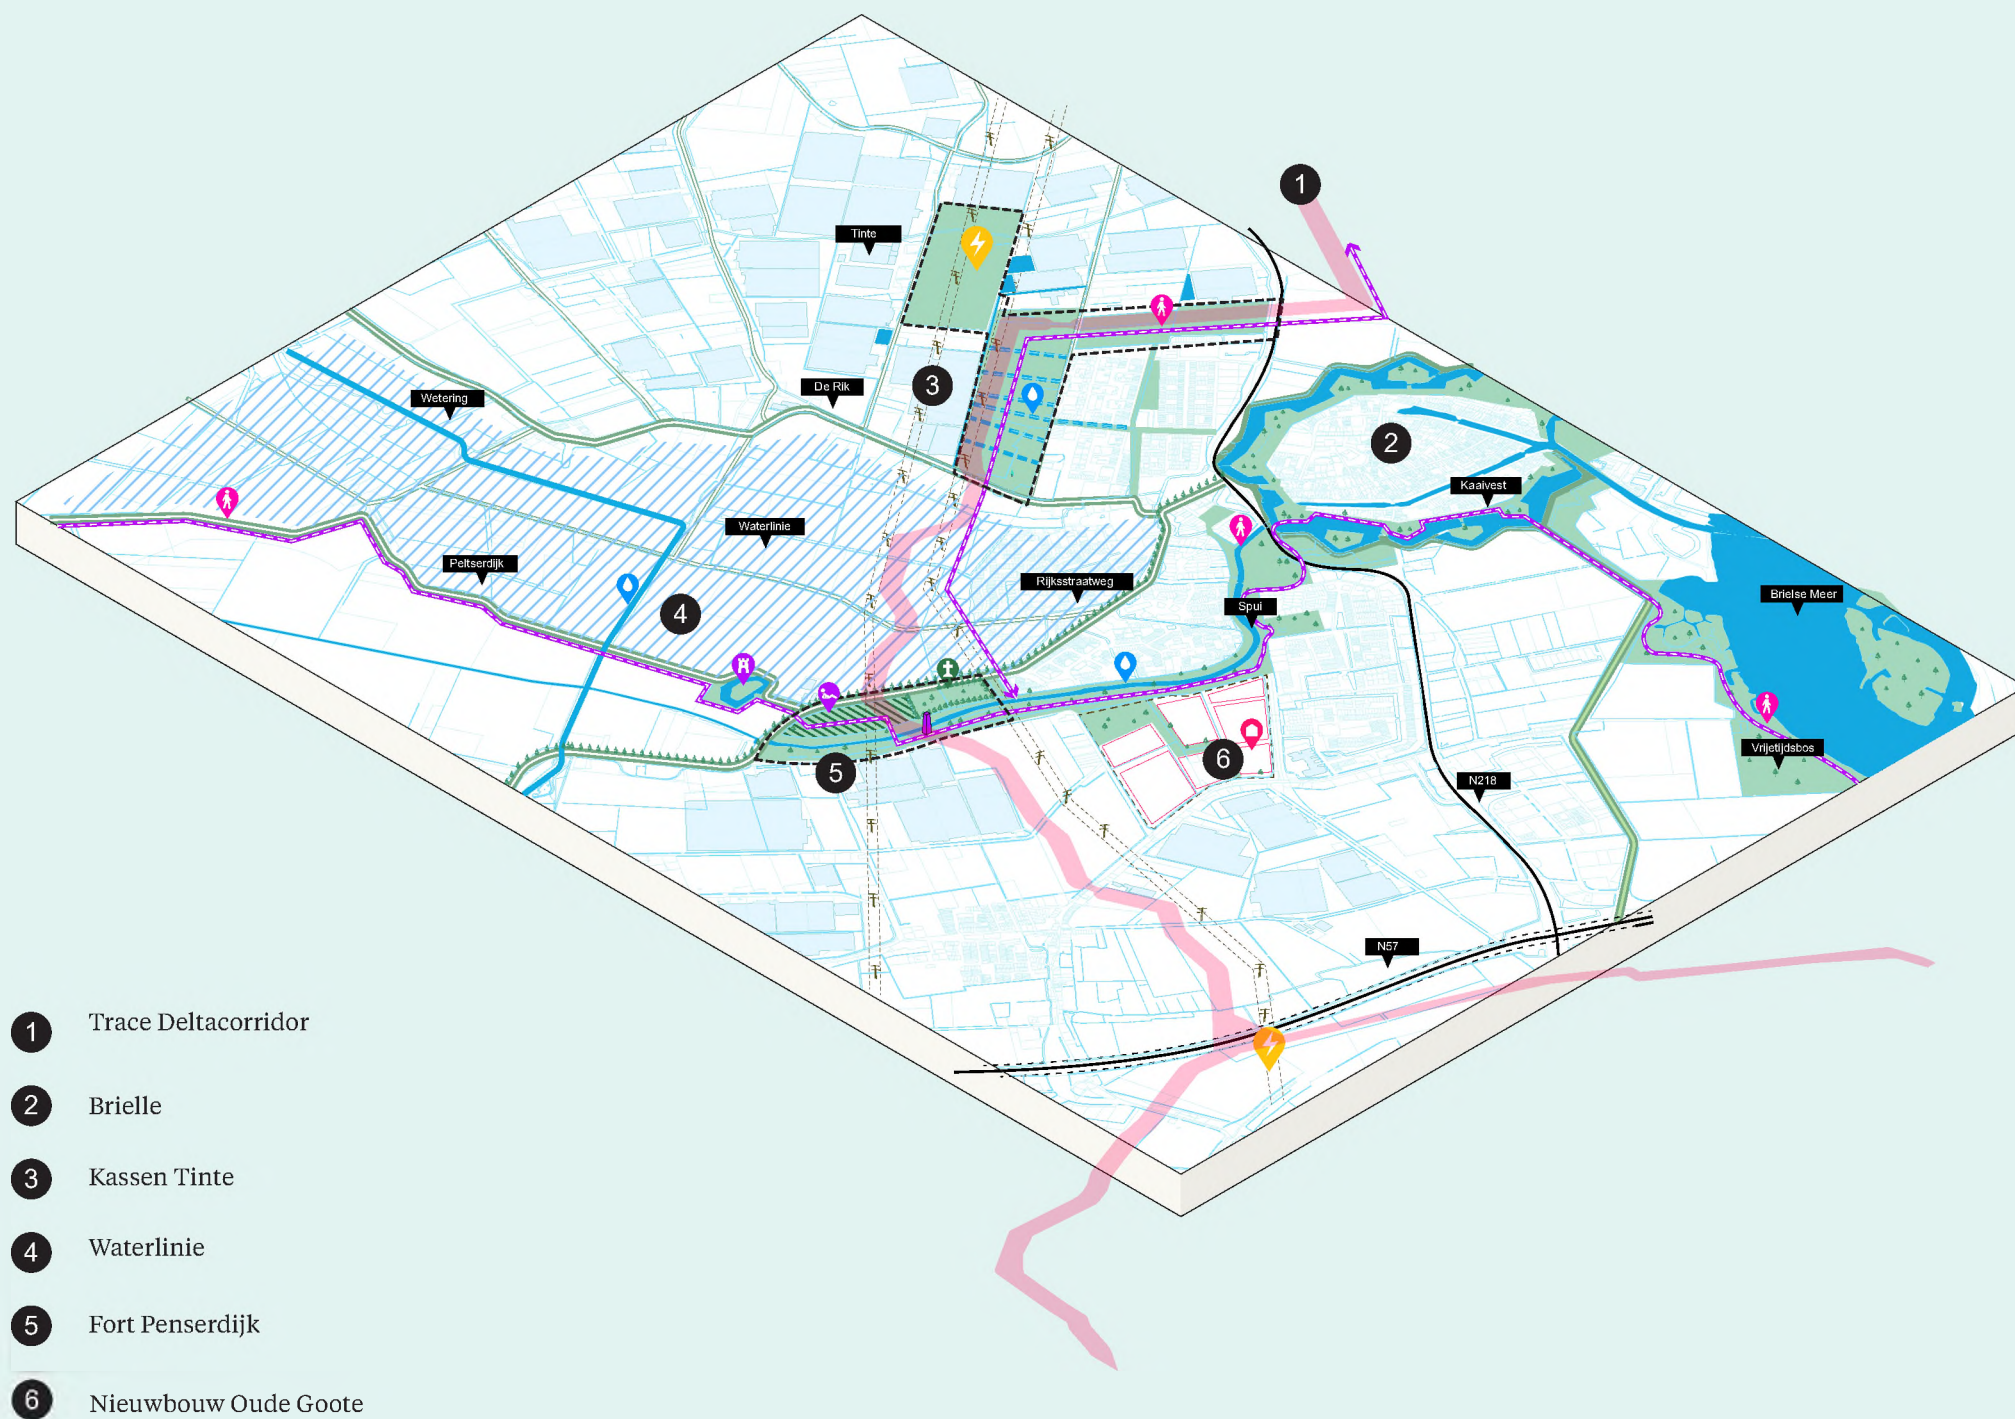 1
Tinte
3
De Rik
Wetering
2
Kaaivest
Waterlinie
Peltserdijk
Rijksstraatweg
4
Spui
Brielse Meer
Vrijetijdsbos
5
6
N218
N57
1 Trace Deltacorridor
2 Brielle
3 Kassen Tinte
4 Waterlinie
5 Fort Penserdijk
6 Nieuwbouw Oude Goote